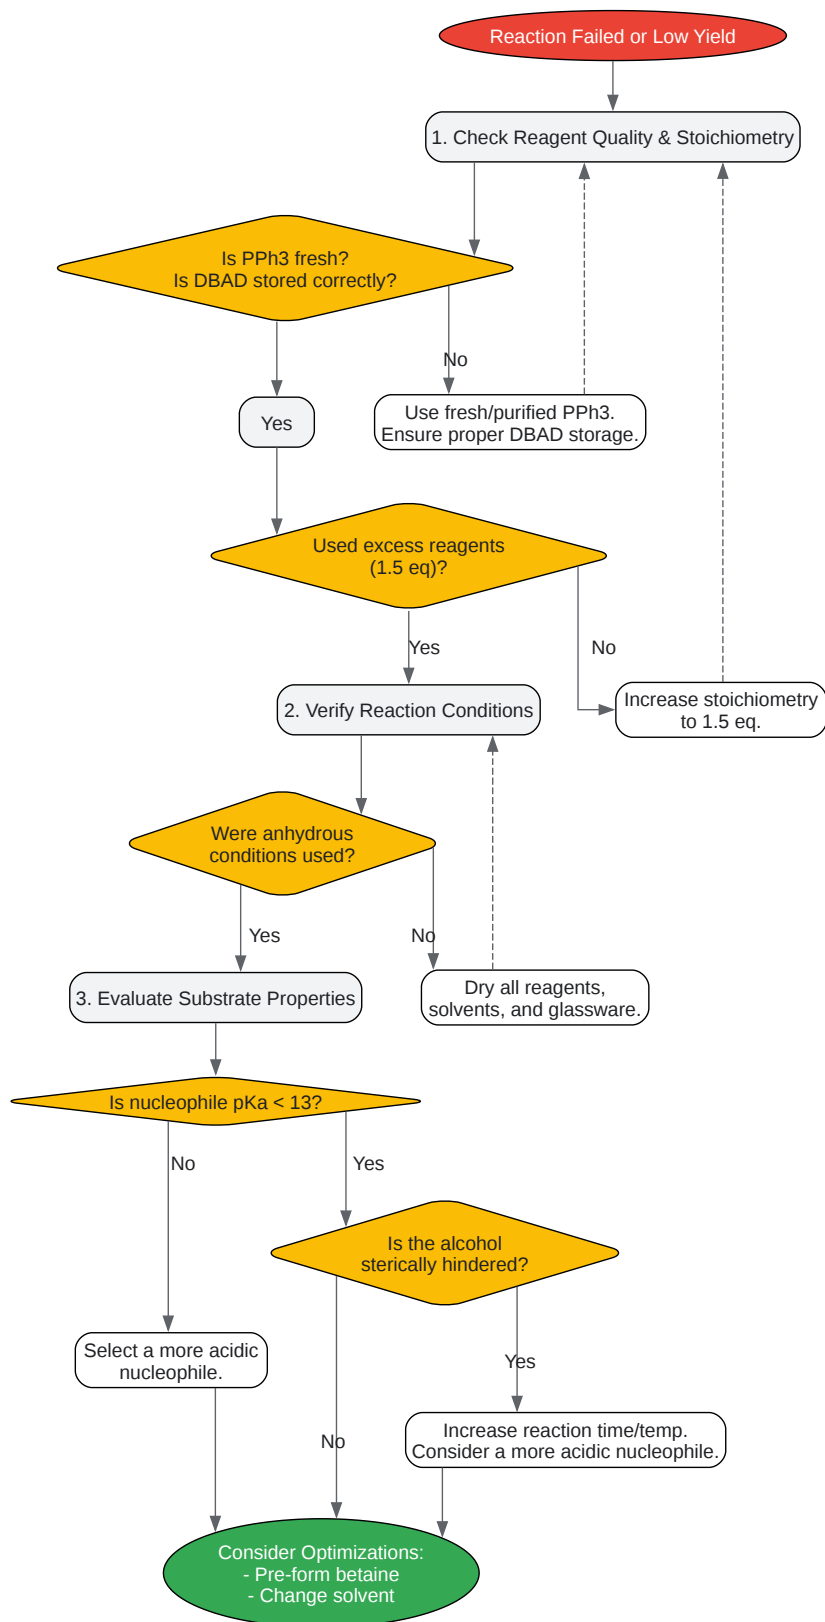 Reaction Failed or Low Yield
1. Check Reagent Quality & Stoichiometry
Is PPh3 fresh?
Is DBAD stored correctly?
No
Yes
Use fresh/purified PPh3.
Ensure proper DBAD storage.
Used excess reagents
(1.5 eq)?
Yes
No
2. Verify Reaction Conditions
Increase stoichiometry
to 1.5 eq.
Were anhydrous
conditions used?
Yes
No
3. Evaluate Substrate Properties
Dry all reagents,
solvents, and glassware.
Is nucleophile pKa < 13?
No
Yes
Is the alcohol
sterically hindered?
Select a more acidic
nucleophile.
Yes
No
Increase reaction time/temp.
Consider a more acidic nucleophile.
Consider Optimizations:
- Pre-form betaine
- Change solvent